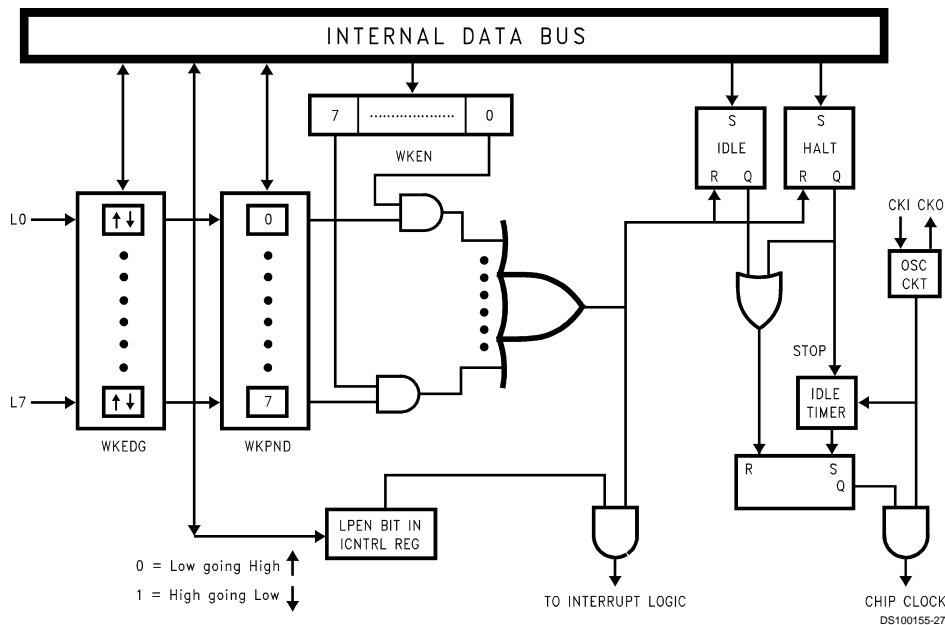 INTERNAL DATA BUS
7 ................... 0
WKEN
S
IDLE
R Q
S
HALT
R Q
CKI CKO
OSC
CKT
L0
0
L7
7
WKEDG
WKPND
STOP
IDLE
TIMER
R S
Q
LPEN BIT IN
ICNTRL REG
0 = Low going High
1 = High going Low
TO INTERRUPT LOGIC
CHIP CLOCK
DS100155-27